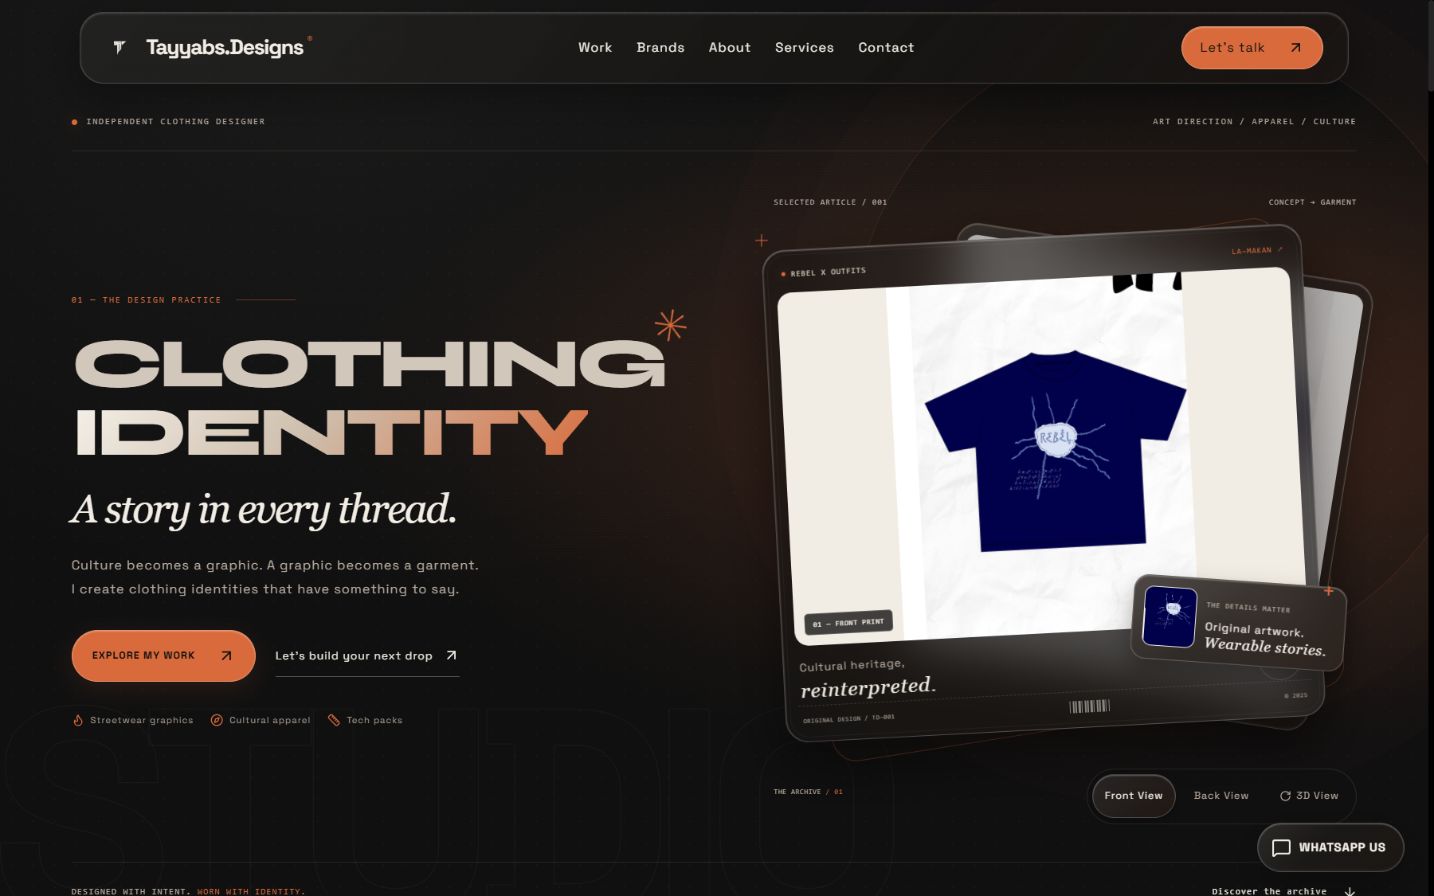 Tayyabs.Designs®
Work
Brands
About
Services
Contact
Let's talk
INDEPENDENT CLOTHING DESIGNER
ART DIRECTION / APPAREL / CULTURE
SELECTED ARTICLE / 001
CONCEPT → GARMENT
REBEL X OUTFITS
LA-MAKAN ↗
01 — THE DESIGN PRACTICE
CLOTHING
IDENTITY
A story in every thread.
Culture becomes a graphic. A graphic becomes a garment.
I create clothing identities that have something to say.
EXPLORE MY WORK
Let's build your next drop
Streetwear graphics
Cultural apparel
Tech packs
REBEL
01 — FRONT PRINT
THE DETAILS MATTER
Original artwork.
Wearable stories.
Cultural heritage,
reinterpreted.
ORIGINAL DESIGN / TD—001
© 2025
STUDIO
THE ARCHIVE / 01
Front View
Back View
3D View
WHATSAPP US
DESIGNED WITH INTENT. WORN WITH IDENTITY.
Discover the archive